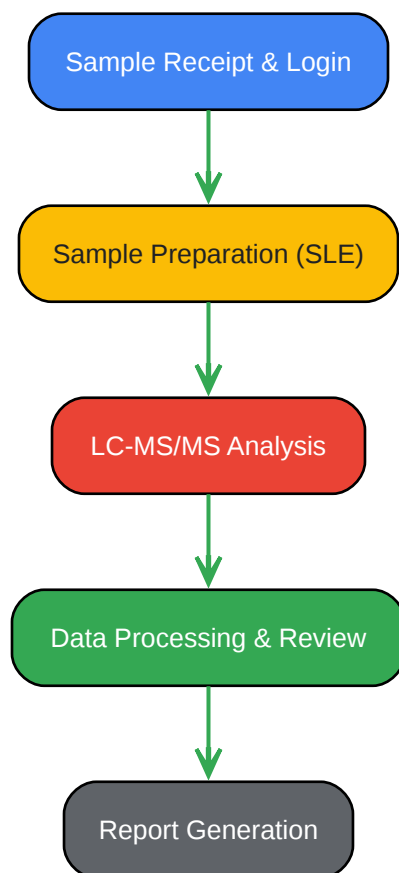 Sample Receipt & Login
Sample Preparation (SLE)
LC-MS/MS Analysis
Data Processing & Review
Report Generation